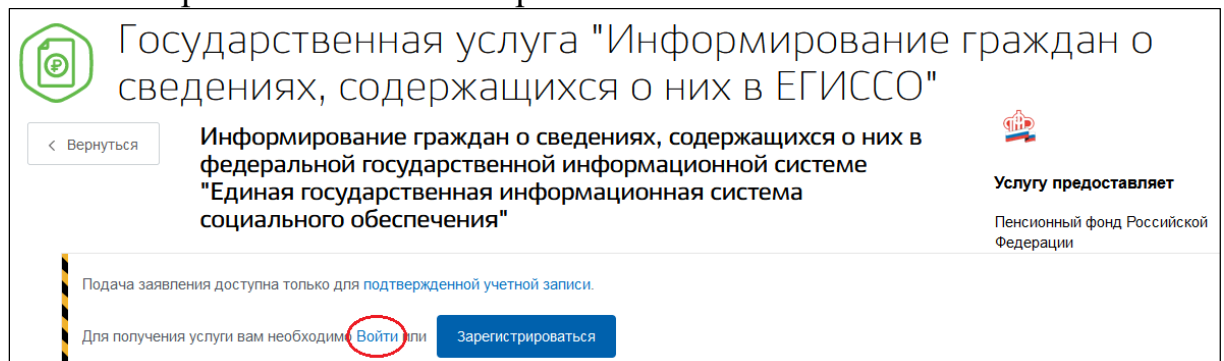 Государственная услуга "Информирование граждан о
сведениях, содержащихся о них в ЕГИССО"
Вернуться
Информирование граждан о сведениях, содержащихся о них в
федеральной государственной информационной системе
"Единая государственная информационная система
социального обеспечения"
Услугу предоставляет
Пенсионный фонд Российской
Федерации
Подача заявления доступна только для подтвержденной учетной записи.
Для получения услуги вам необходимо Войти или Зарегистрироваться